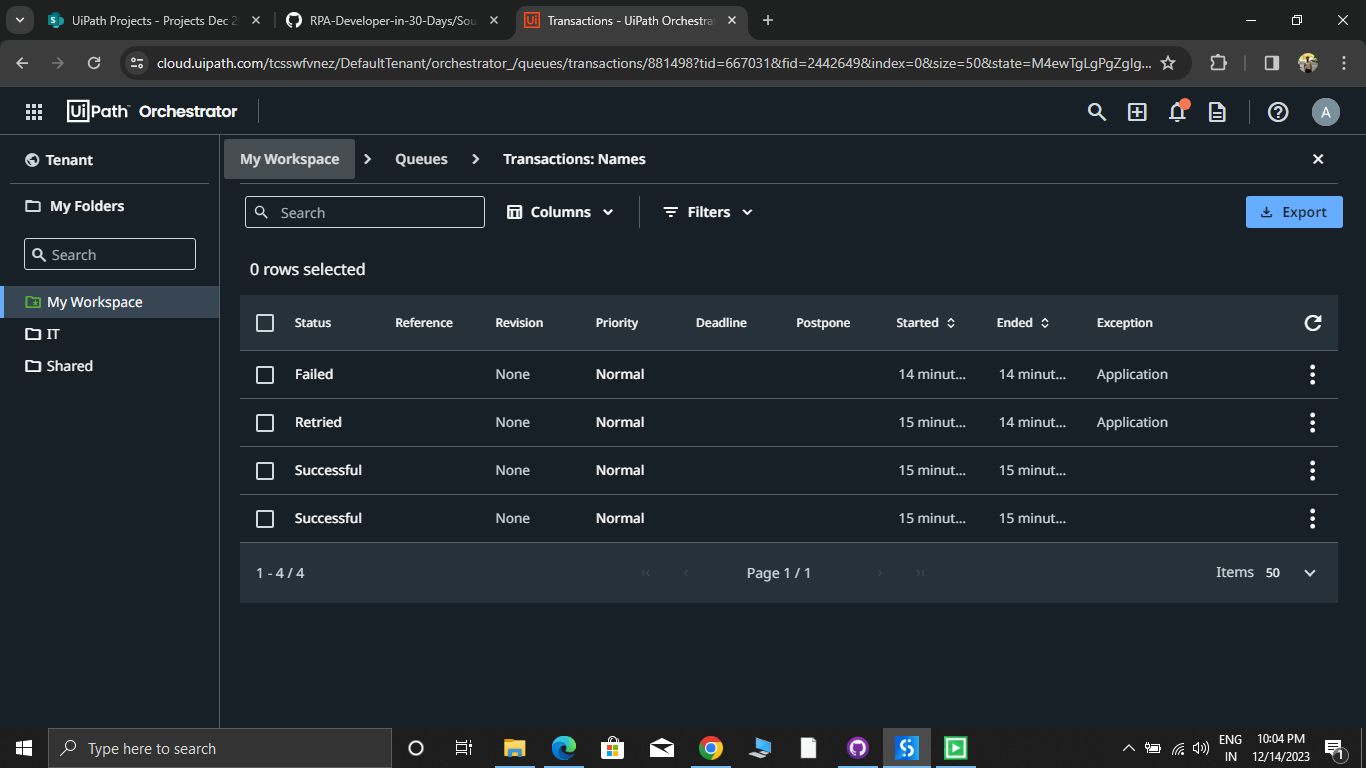 UiPath Projects - Projects Dec 2
RPA-Developer-in-30-Days/Sou
Transactions - UiPath Orchestra
cloud.uipath.com/tcsswfvnez/DefaultTenant/orchestrator_/queues/transactions/881498?tid=667031&fid=2442649&index=0&size=50&state=M4ewTgLgPgZglg...
UiPath Orchestrator
A
Tenant
My Workspace
Queues
Transactions: Names
My Folders
Search
Columns
Filters
Export
Search
0 rows selected
My Workspace
IT
Shared
Status Reference Revision Priority Deadline Postpone Started Ended Exception
Failed None Normal 14 minut... 14 minut... Application
Retried None Normal 15 minut... 14 minut... Application
Successful None Normal 15 minut... 15 minut...
Successful None Normal 15 minut... 15 minut...
1 - 4 / 4 Page 1 / 1 Items 50
Type here to search
ENG
IN
10:04 PM
12/14/2023
1